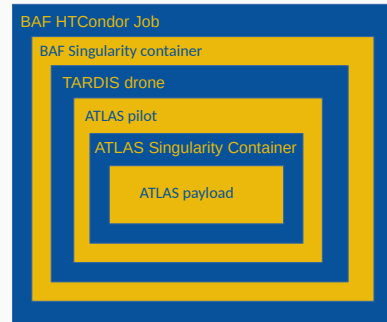 BAF HTCondor Job
BAF Singularity container
TARDIS drone
ATLAS pilot
ATLAS Singularity Container
ATLAS payload